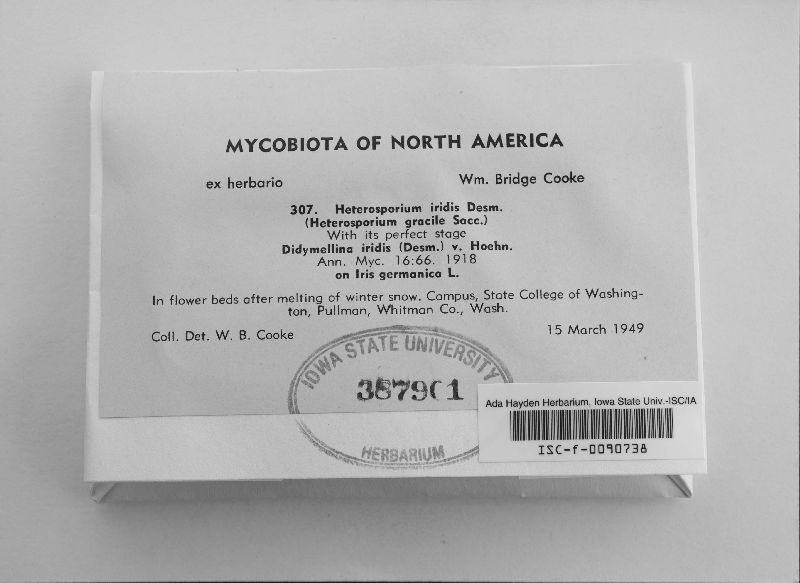 MYCOBIOTA OF NORTH AMERICA
ex herbario Wm. Bridge Cooke
307. Heterosporium iridis Desm.
(Heterosporium gracile Sacc.)
With its perfect stage
Didymellina iridis (Desm.) v. Hoehn.
Ann. Myc. 16:66. 1918
on Iris germanica L.
In flower beds after melting of winter snow. Campus, State College of Washing-
ton, Pullman, Whitman Co., Wash.
Coll. Det. W. B. Cooke 15 March 1949
IOWA STATE UNIVERSITY
387901
HERBARIUM
Ada Hayden Herbarium, Iowa State Univ.-ISC/IA
ISC-f-0090738